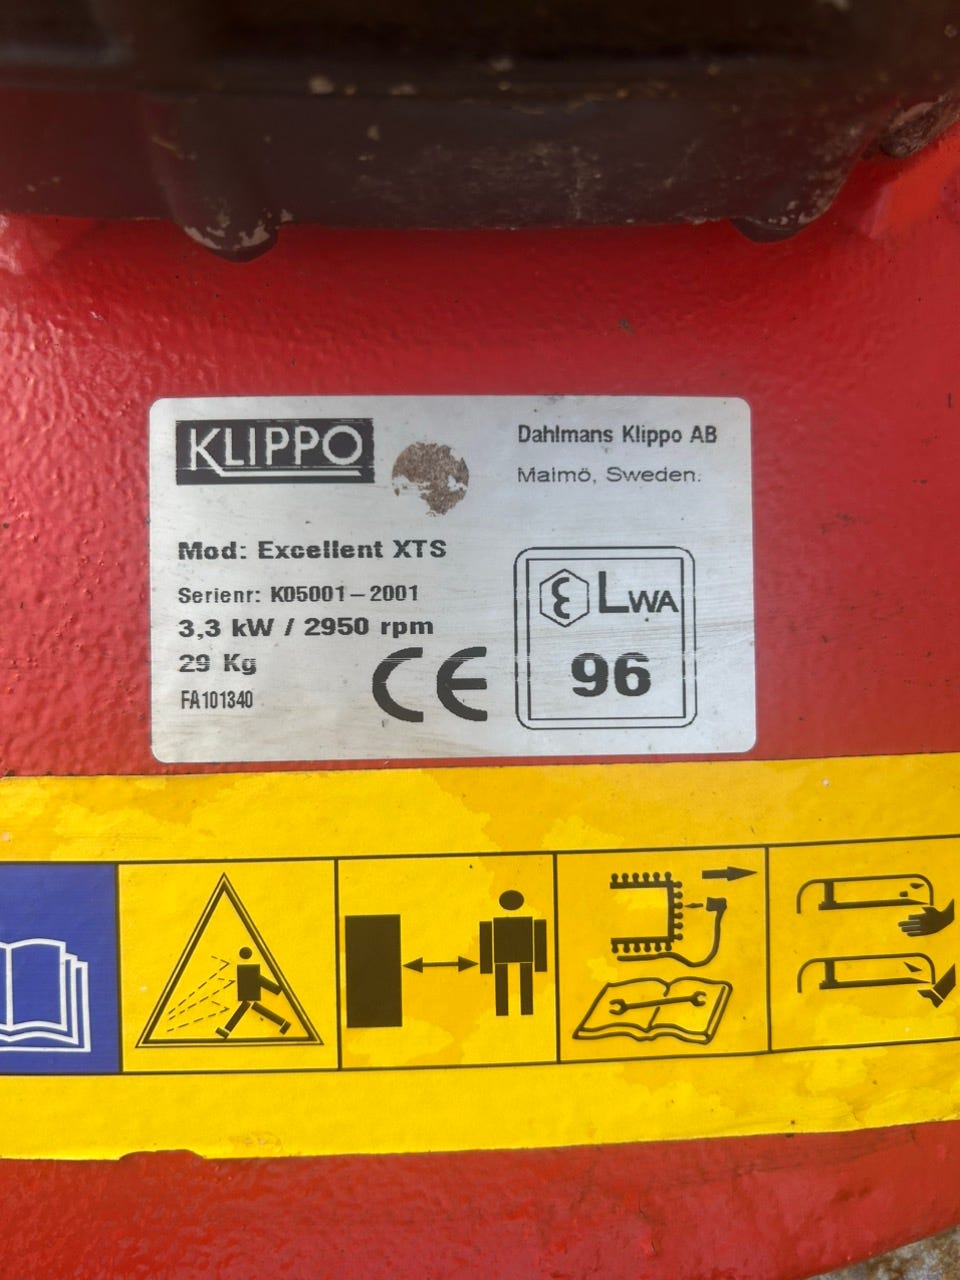 KLIPPO
Dahlmans Klippo AB
Malmö, Sweden.
Mod: Excellent XTS
Serienr: K05001-2001
3,3 kW / 2950 rpm
29 Kg
FA101340
CE
LWA
96